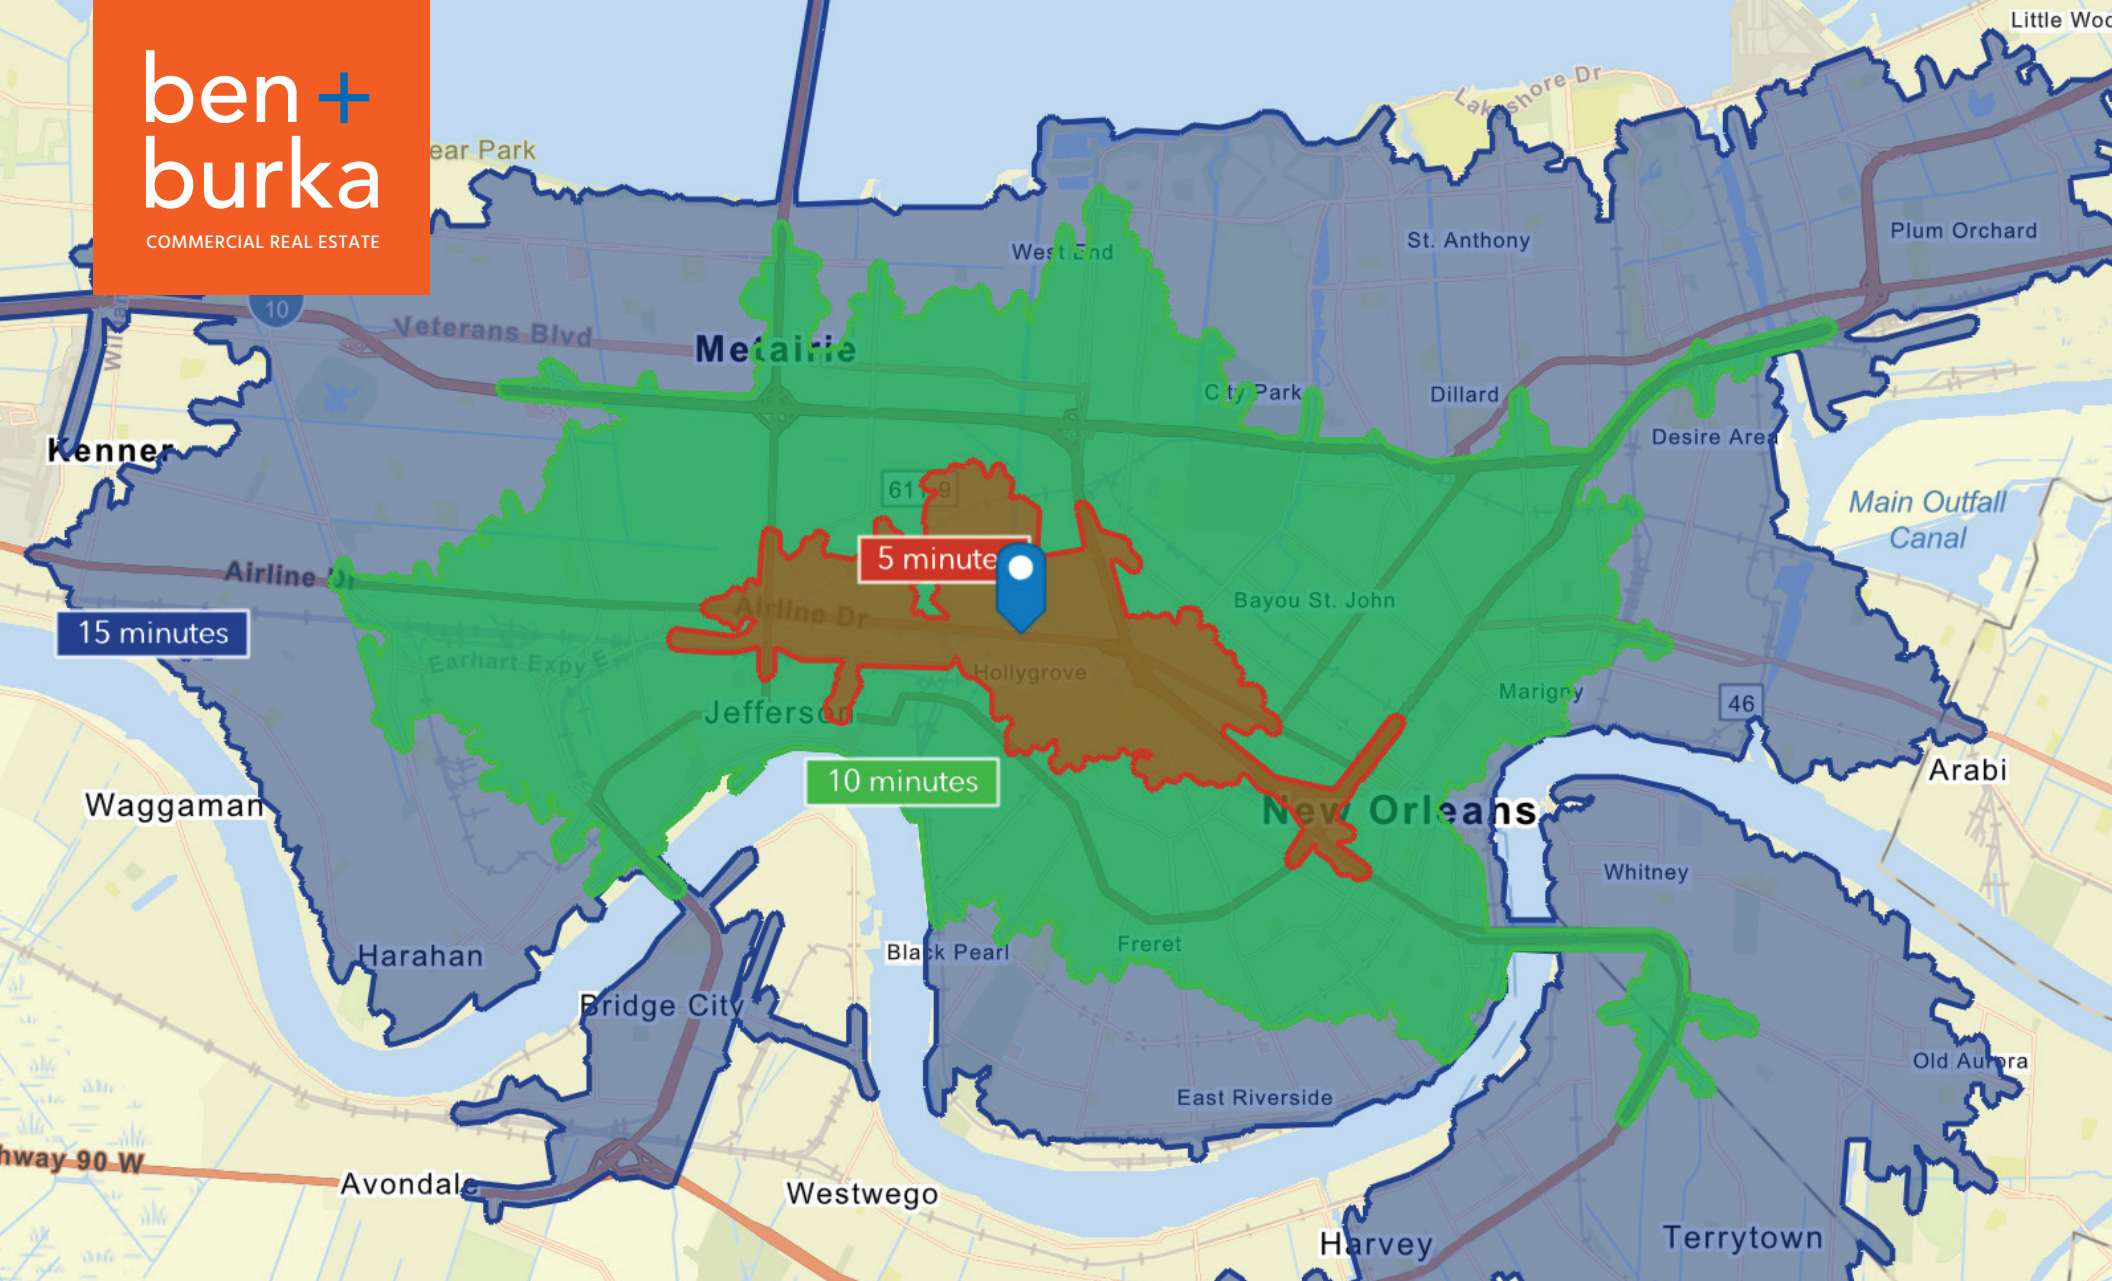 Little Woo
ben +
burka
COMMERCIAL REAL ESTATE
Lakeshore Dr
ear Park
Plum Orchard
St. Anthony
West End
10
Veterans Blvd
Metairie
City Park
Dillard
Desire Area
Kenner
Main Outfall
Canal
5 minute
Airline Dr
Bayou St. John
Airline Dr
15 minutes
Earhart Expy E
Hollygrove
Marigny
46
Jefferson
Arabi
10 minutes
Waggaman
New Orleans
Whitney
Black Pearl
Freret
Harahan
Bridge City
Old Aurora
East Riverside
hway 90 W
Avondale
Westwego
Harvey
Terrytown